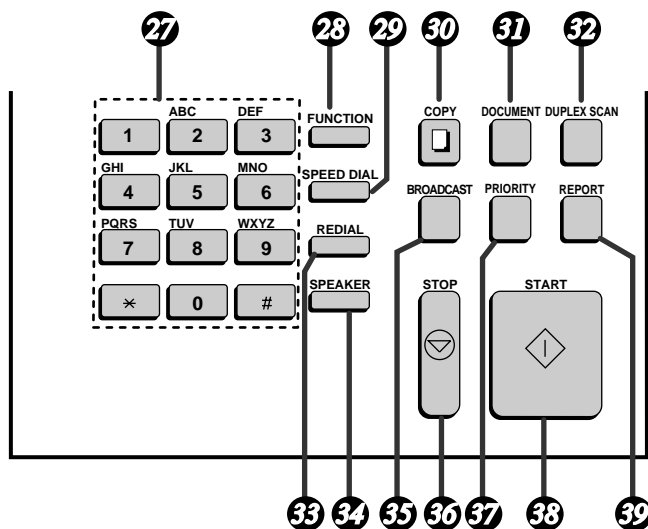 27 28 29 30 31 32
ABC DEF FUNCTION COPY DOCUMENT DUPLEX SCAN
1 2 3
GHI JKL MNO SPEED DIAL BROADCAST PRIORITY REPORT
4 5 6
PQRS TUV WXYZ REDIAL
7 8 9
SPEAKER STOP START
* 0 #
33 34 35 36 37 38 39